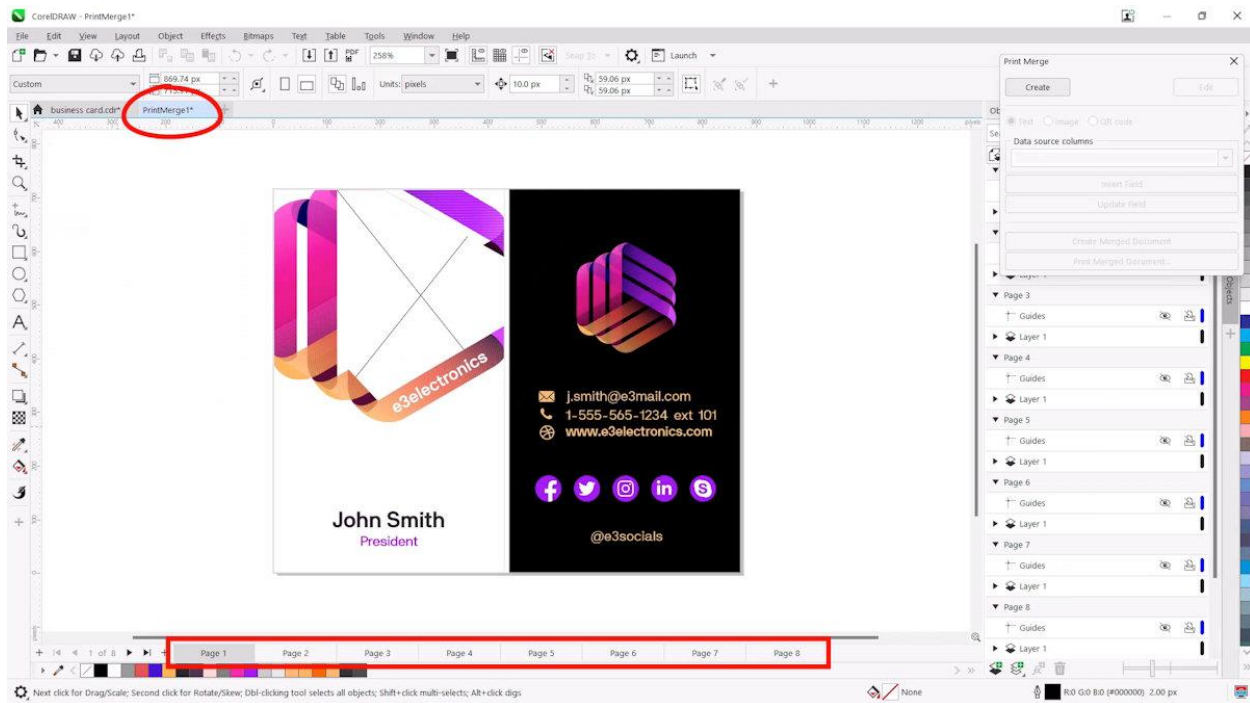 CorelDRAW - PrintMerge1*
File Edit View Layout Object Effects Bitmaps Text Table Tools Window Help
PDF 258% Snap To Launch
Custom 869.74 px Units: pixels 10.0 px 59.06 px
59.06 px
business card.cdr* PrintMerge1*
Print Merge
Create Edit
Text Image QR code
Data source columns
Insert Field...
Update Field
Create Merged Document
Print Merged Document...
e3electronics
j.smith@e3mail.com
1-555-565-1234 ext 101
www.e3electronics.com
John Smith
President
@e3socials
Objects
Page 3
Guides
Layer 1
Page 4
Guides
Layer 1
Page 5
Guides
Layer 1
Page 6
Guides
Layer 1
Page 7
Guides
Layer 1
Page 8
Guides
Layer 1
1 of 8 Page 1 Page 2 Page 3 Page 4 Page 5 Page 6 Page 7 Page 8
Next click for Drag/Scale; Second click for Rotate/Skew; Dbl-clicking tool selects all objects; Shift+click multi-selects; Alt+click digs None R:0 G:0 B:0 (#000000) 2.00 px